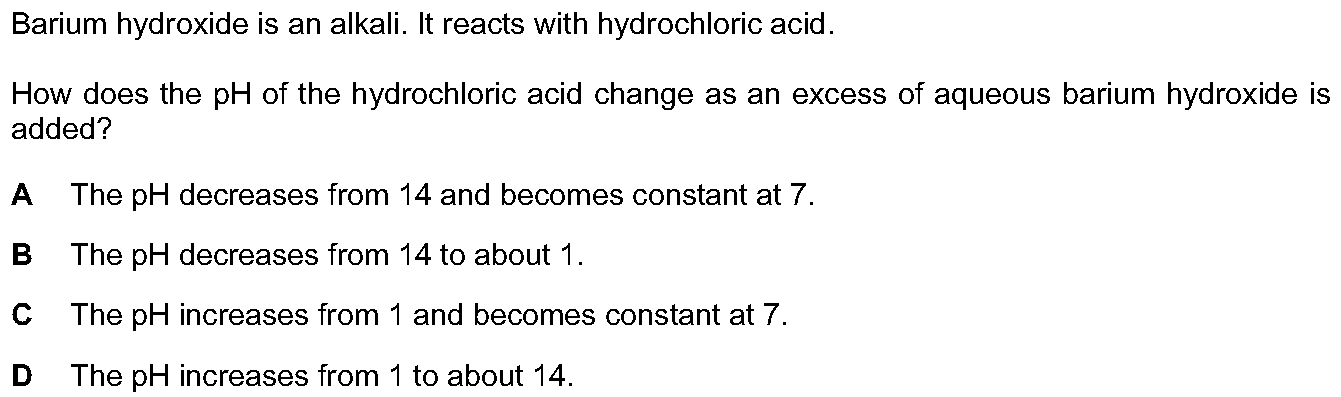 Barium hydroxide is an alkali. It reacts with hydrochloric acid.
How does the pH of the hydrochloric acid change as an excess of aqueous barium hydroxide is
added?
A The pH decreases from 14 and becomes constant at 7.
B The pH decreases from 14 to about 1.
C The pH increases from 1 and becomes constant at 7.
D The pH increases from 1 to about 14.